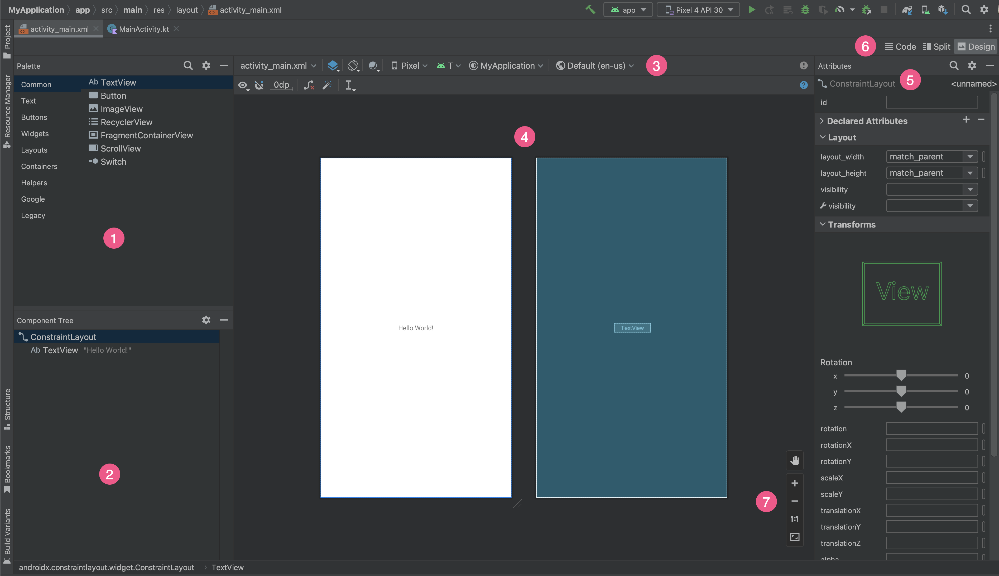 MyApplication app src main res layout activity_main.xml
app
Pixel 4 API 30
activity_main.xml
MainActivity.kt
6
Code
Split
Design
Project
Resource Manager
Structure
Bookmarks
Build Variants
Palette
Common
Text
Buttons
Widgets
Layouts
Containers
Helpers
Google
Legacy
Ab TextView
Button
ImageView
RecyclerView
FragmentContainerView
ScrollView
Switch
1
Component Tree
ConstraintLayout
Ab TextView "Hello World!"
2
activity_main.xml
Pixel
T
MyApplication
Default (en-us)
3
0dp
4
Hello World!
TextView
7
1:1
Attributes
ConstraintLayout
5
<unnamed>
id
Declared Attributes
Layout
layout_width match_parent
layout_height match_parent
visibility
visibility
Transforms
View
Rotation
x 0
y 0
z 0
rotation
rotationX
rotationY
scaleX
scaleY
translationX
translationY
translationZ
alpha
androidx.constraintlayout.widget.ConstraintLayout TextView